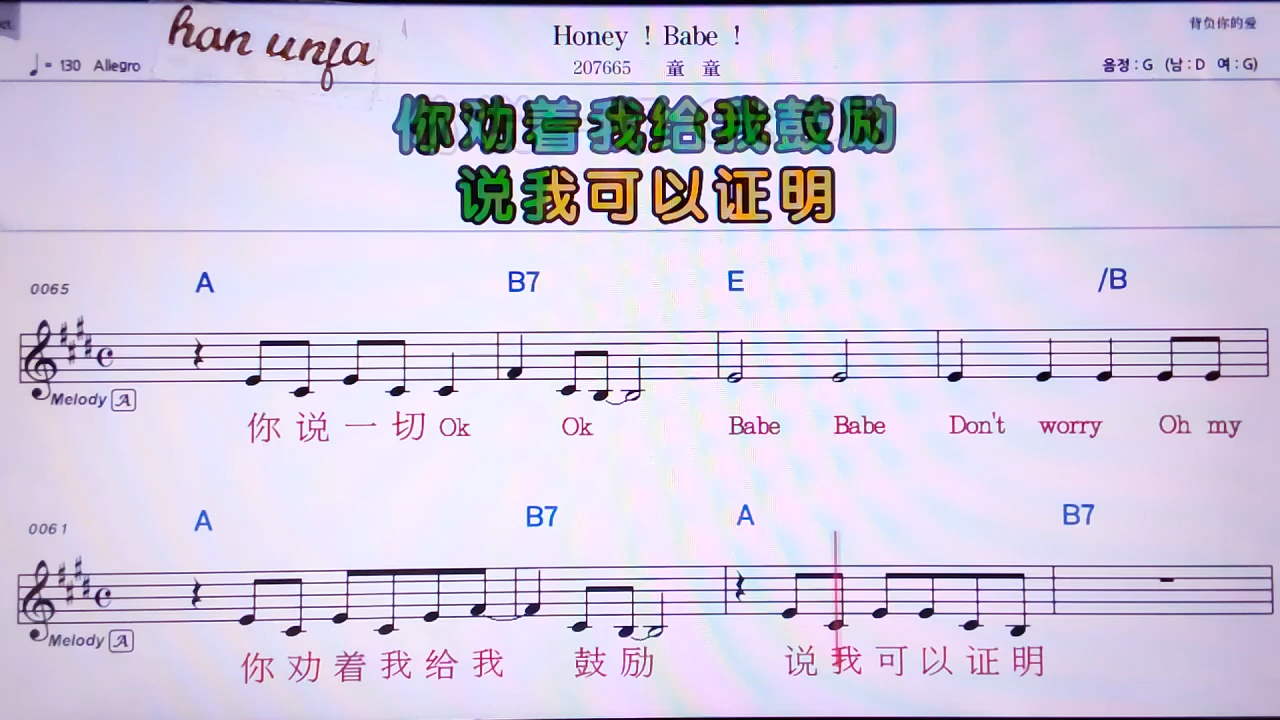 han unfa
Honey ! Babe !
背负你的爱
♩= 130 Allegro
207665 童 童
음정 : G (남 : D 여 : G)
你劝着我给我鼓励
说我可以证明
A B7 E /B
0065
Melody A
你 说 一 切 Ok Ok Babe Babe Don't worry Oh my
A B7 A B7
0061
Melody A
你 劝 着 我 给 我 鼓 励 说 我 可 以 证 明